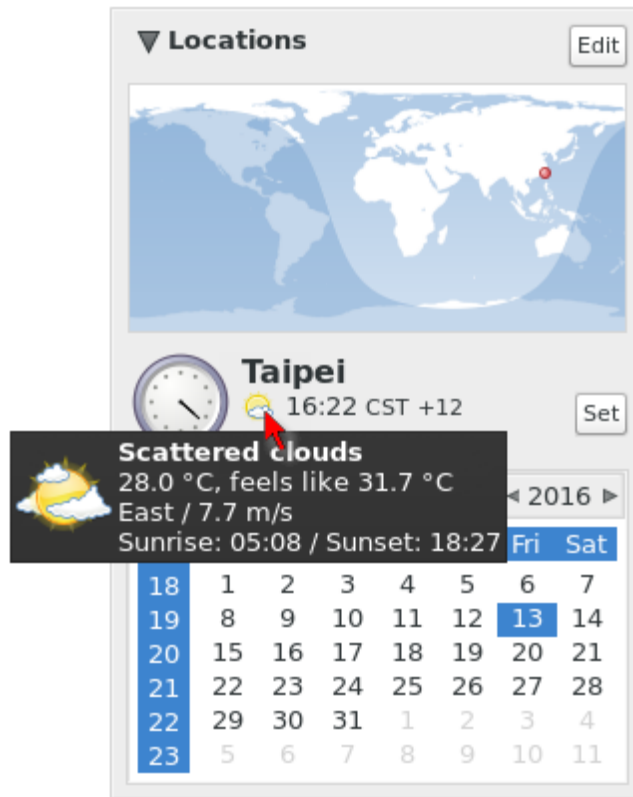 Locations
Edit
Taipei
16:22 CST +12
Set
Scattered clouds
28.0 °C, feels like 31.7 °C
East / 7.7 m/s
Sunrise: 05:08 / Sunset: 18:27
2016
Fri Sat
18 1 2 3 4 5 6 7
19 8 9 10 11 12 13 14
20 15 16 17 18 19 20 21
21 22 23 24 25 26 27 28
22 29 30 31 1 2 3 4
23 5 6 7 8 9 10 11